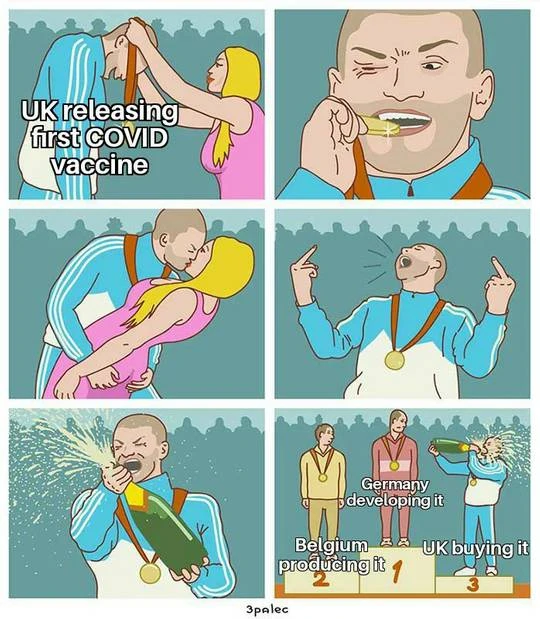 UK releasing
first COVID
vaccine
Germany
developing it
Belgium
producing it
UK buying it
2
1
3
3palec